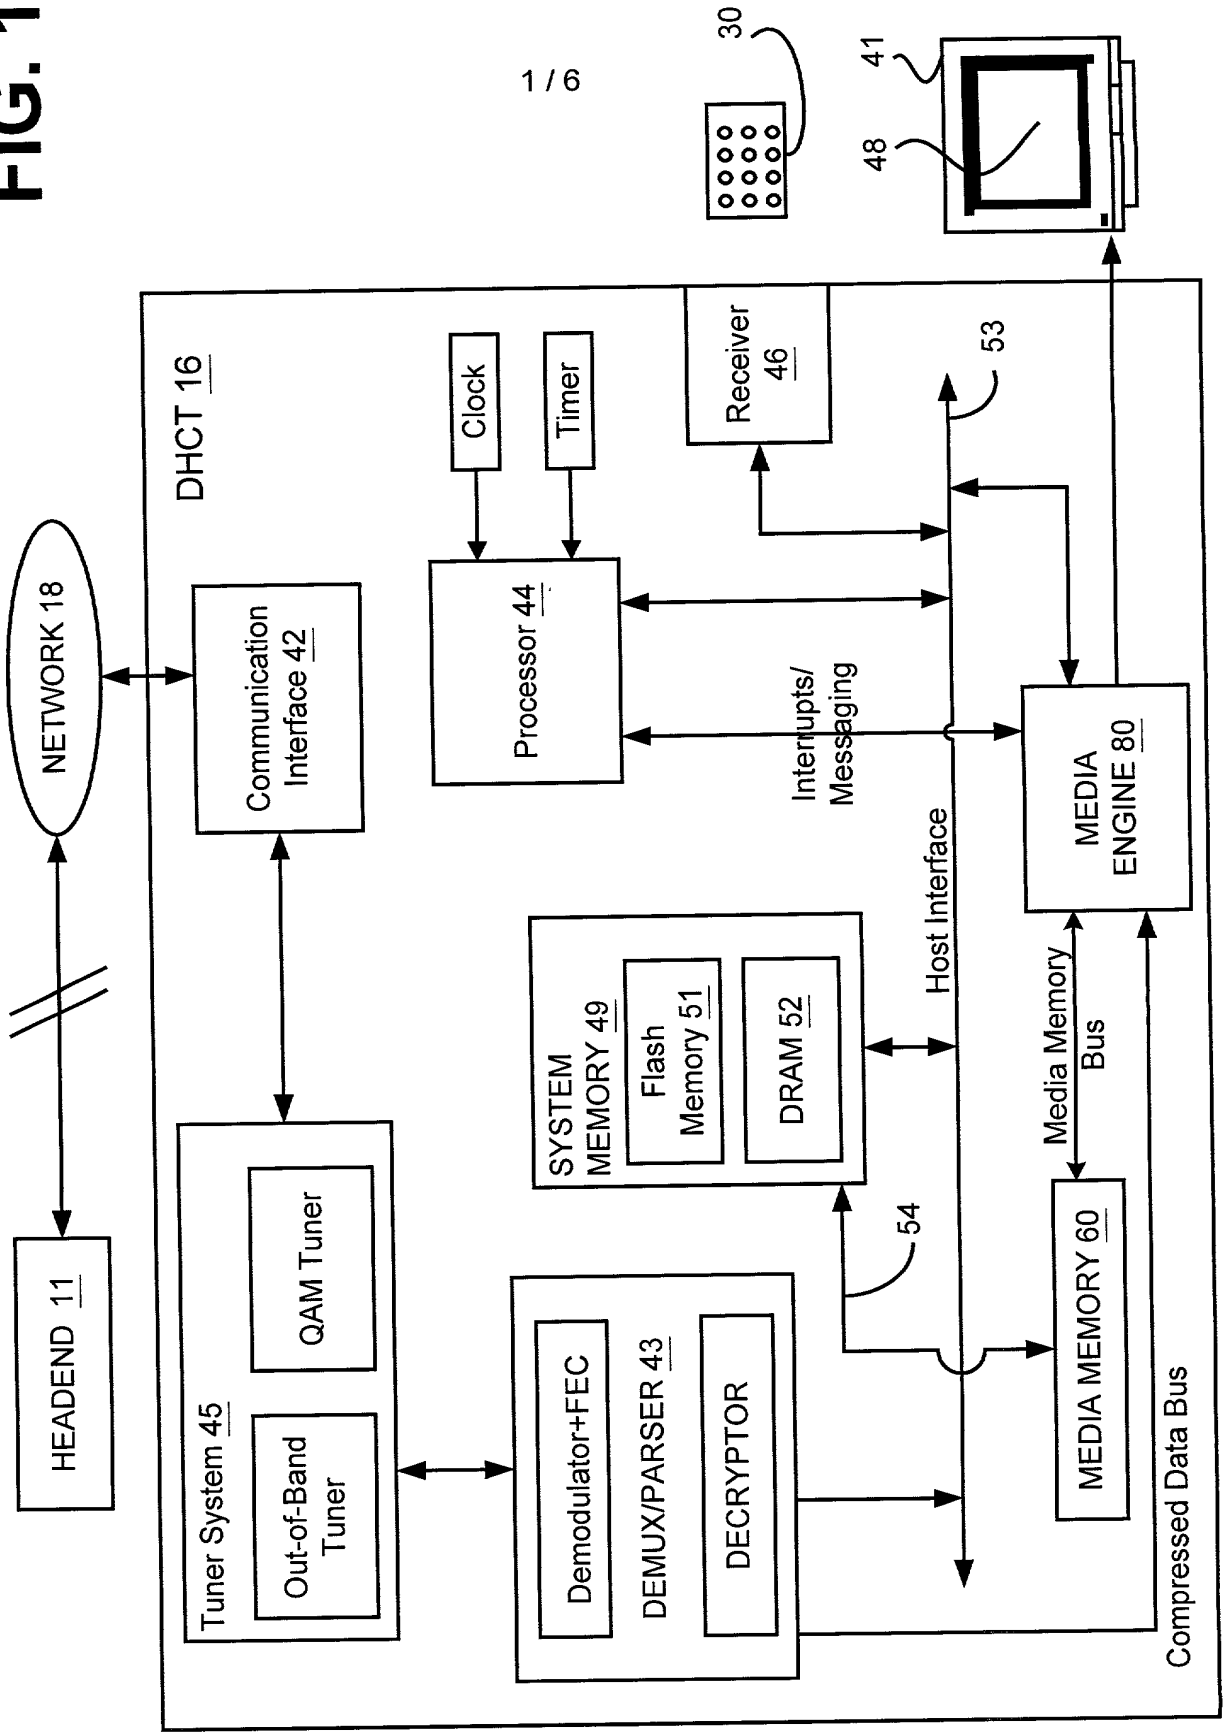 FIG. 1
1 / 6
HEADEND 11
NETWORK 18
DHCT 16
Tuner System 45
Out-of-Band
Tuner
QAM Tuner
Communication
Interface 42
Clock
Timer
Processor 44
Demodulator+FEC
DEMUX/PARSER 43
DECRYPTOR
SYSTEM
MEMORY 49
Flash
Memory 51
DRAM 52
Receiver
46
30
41
48
Interrupts/
Messaging
54
Host Interface
53
MEDIA MEMORY 60
Media Memory
Bus
MEDIA
ENGINE 80
Compressed Data Bus